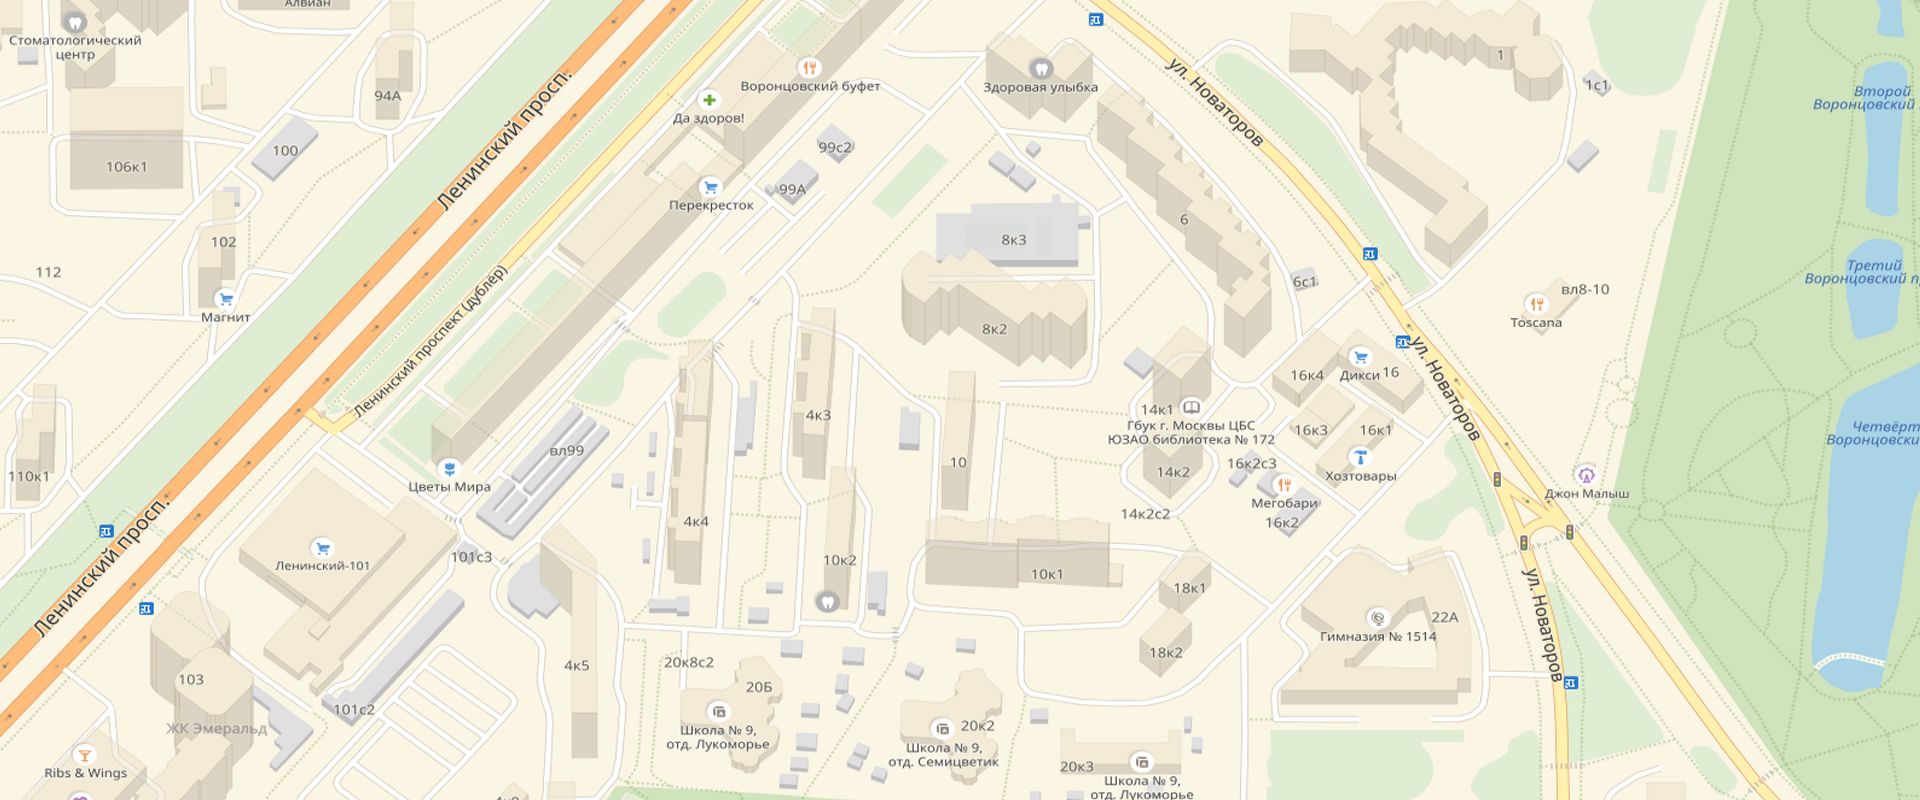 Алвиан
Стоматологический
центр
94А
106к1
100
102
Магнит
112
110к1
Ленинский просп.
Ленинский проспект (дублёр)
Ленинский просп.
Воронцовский буфет
Да здоров!
Перекресток
99с2
99А
Здоровая улыбка
ул. Новаторов
1
1с1
Второй
Воронцовский
Третий
Воронцовский п
Четвёрт
Воронцовски
6
6с1
8к3
8к2
вл8-10
Toscana
16к4
Дикси
16
16к3
16к1
Хозтовары
ул. Новаторов
14к1
Гбук г. Москвы ЦБС
ЮЗАО библиотека № 172
14к2
14к2с2
16к2с3
Мегобари
16к2
Джон Малыш
4к3
4к4
10
10к2
10к1
вл99
Цветы Мира
101с3
Ленинский-101
103
ЖК Эмеральд
101с2
Ribs & Wings
4к5
20к8с2
20Б
Школа № 9,
отд. Лукоморье
20к2
Школа № 9,
отд. Семицветик
20к3
Школа № 9,
отд. Лукоморье
18к1
18к2
22А
Гимназия № 1514
ул. Новаторов